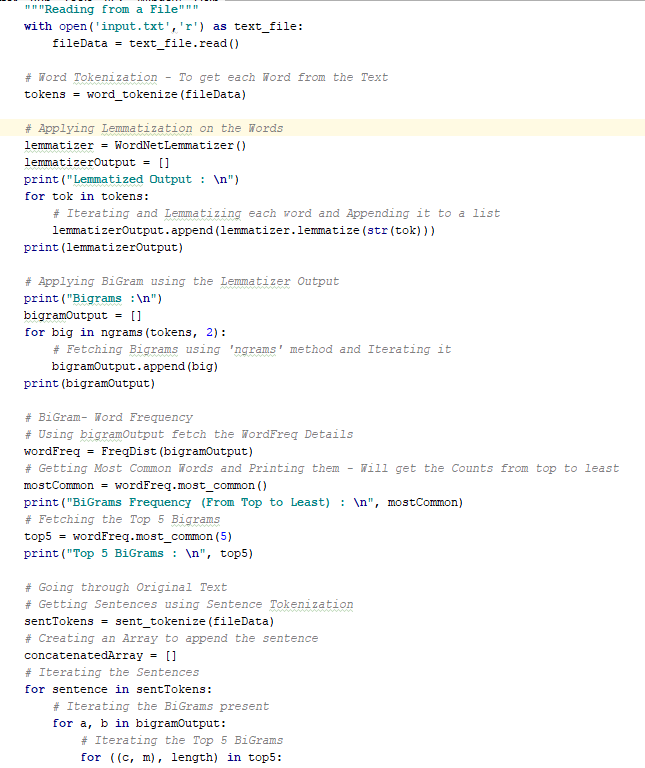 """Reading from a File"""
with open('input.txt','r') as text_file:
    fileData = text_file.read()

# Word Tokenization - To get each Word from the Text
tokens = word_tokenize(fileData)

# Applying Lemmatization on the Words
lemmatizer = WordNetLemmatizer()
lemmatizerOutput = []
print("Lemmatized Output : \n")
for tok in tokens:
    # Iterating and Lemmatizing each word and Appending it to a list
    lemmatizerOutput.append(lemmatizer.lemmatize(str(tok)))
print(lemmatizerOutput)

# Applying BiGram using the Lemmatizer Output
print("Bigrams :\n")
bigramOutput = []
for big in ngrams(tokens, 2):
    # Fetching Bigrams using 'ngrams' method and Iterating it
    bigramOutput.append(big)
print(bigramOutput)

# BiGram- Word Frequency
# Using bigramOutput fetch the WordFreq Details
wordFreq = FreqDist(bigramOutput)
# Getting Most Common Words and Printing them - Will get the Counts from top to least
mostCommon = wordFreq.most_common()
print("BiGrams Frequency (From Top to Least) : \n", mostCommon)
# Fetching the Top 5 Bigrams
top5 = wordFreq.most_common(5)
print("Top 5 BiGrams : \n", top5)

# Going through Original Text
# Getting Sentences using Sentence Tokenization
sentTokens = sent_tokenize(fileData)
# Creating an Array to append the sentence
concatenatedArray = []
# Iterating the Sentences
for sentence in sentTokens:
    # Iterating the BiGrams present
    for a, b in bigramOutput:
        # Iterating the Top 5 BiGrams
        for ((c, m), length) in top5: